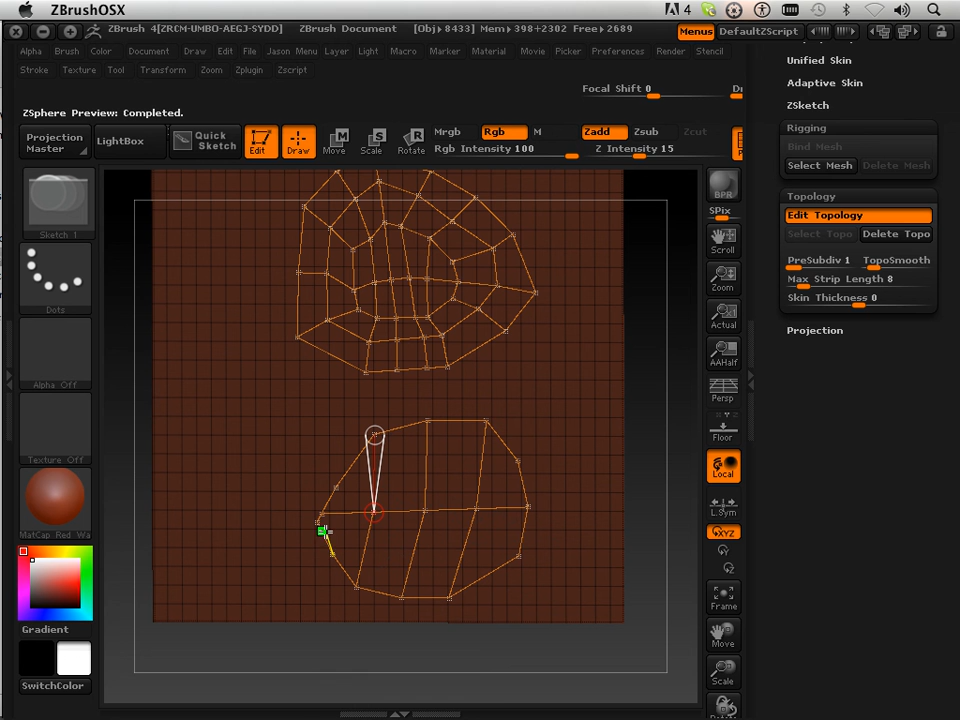 ZBrushOSX
4
ZBrush 4[ZRCM-UMBO-AEGJ-SYDD] ZBrush Document [Obj▪8433] Mem▪398+2302 Free▪2689 Menus DefaultZScript
Alpha Brush Color Document Draw Edit File Jason Menu Layer Light Macro Marker Material Movie Picker Preferences Render Stencil
Stroke Texture Tool Transform Zoom Zplugin Zscript
Focal Shift 0
ZSphere Preview: Completed.
Projection Master
LightBox
Quick Sketch
Edit
Draw
Move
Scale
Rotate
Mrgb Rgb M
Rgb Intensity 100
Zadd Zsub Zcut
Z Intensity 15
Sketch 1
Dots
Alpha Off
Texture Off
MatCap Red Wa
Gradient
SwitchColor
BPR
SPix
Scroll
Zoom
Actual
AAHalf
Persp
Floor
Local
L.Sym
XYZ
Frame
Move
Scale
Unified Skin
Adaptive Skin
ZSketch
Rigging
Bind Mesh
Select Mesh Delete Mesh
Topology
Edit Topology
Select Topo Delete Topo
PreSubdiv 1 TopoSmooth
Max Strip Length 8
Skin Thickness 0
Projection